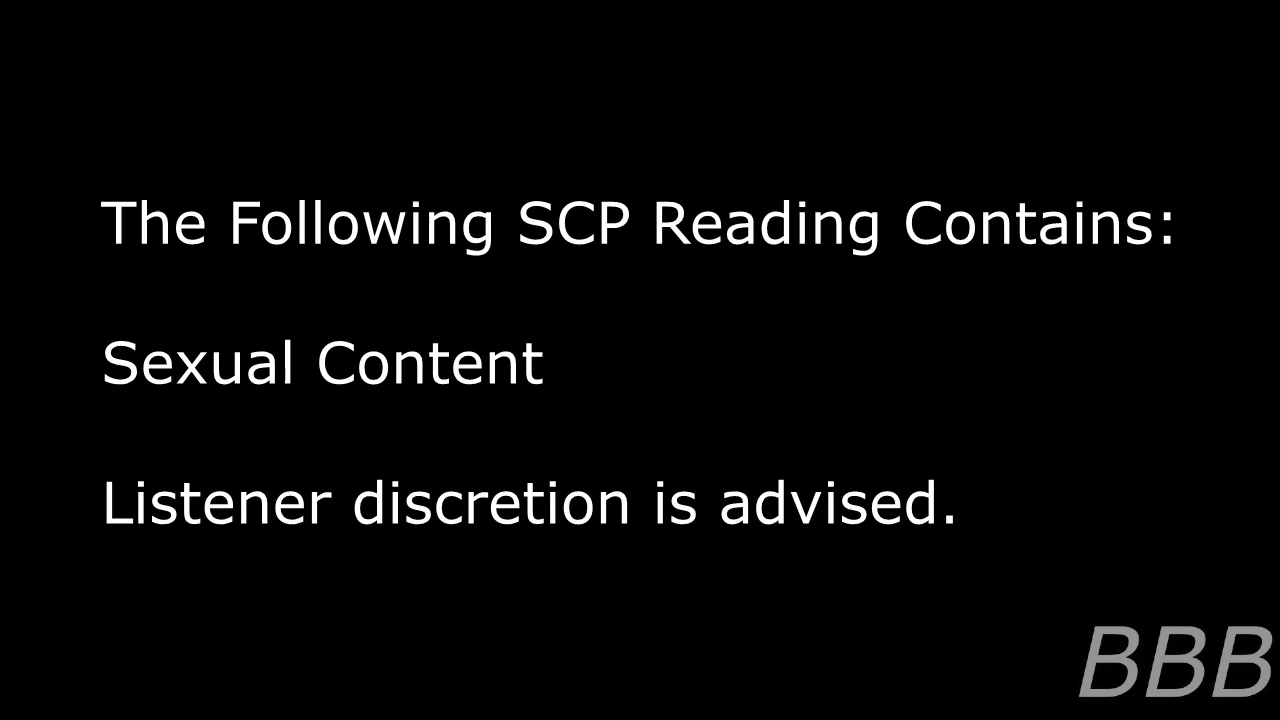 The Following SCP Reading Contains:
Sexual Content
Listener discretion is advised.
BBB